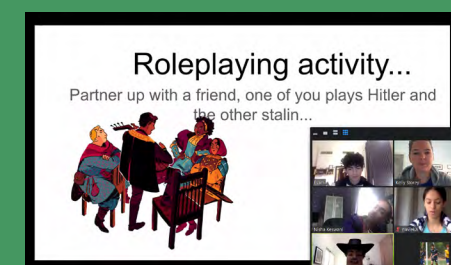 Roleplaying activity...
Partner up with a friend, one of you plays Hitler and
the other stalin...